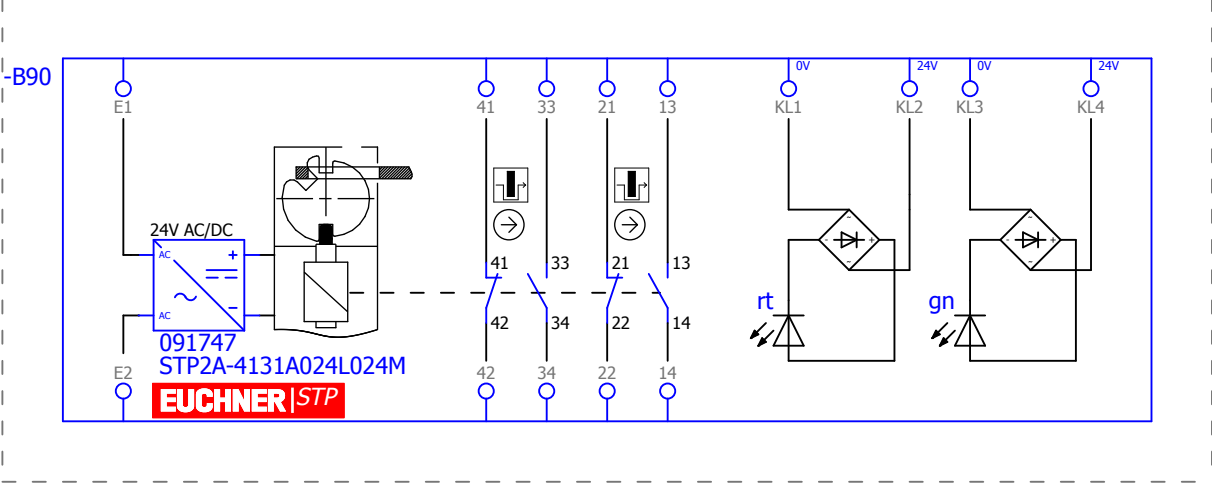 0V 24V 0V 24V
-B90
E1 41 33 21 13 KL1 KL2 KL3 KL4
24V AC/DC
AC + 
AC -
41 33 21 13
- + - +
rt gn
42 34 22 14
091747
STP2A-4131A024L024M
E2 42 34 22 14
EUCHNER|STP